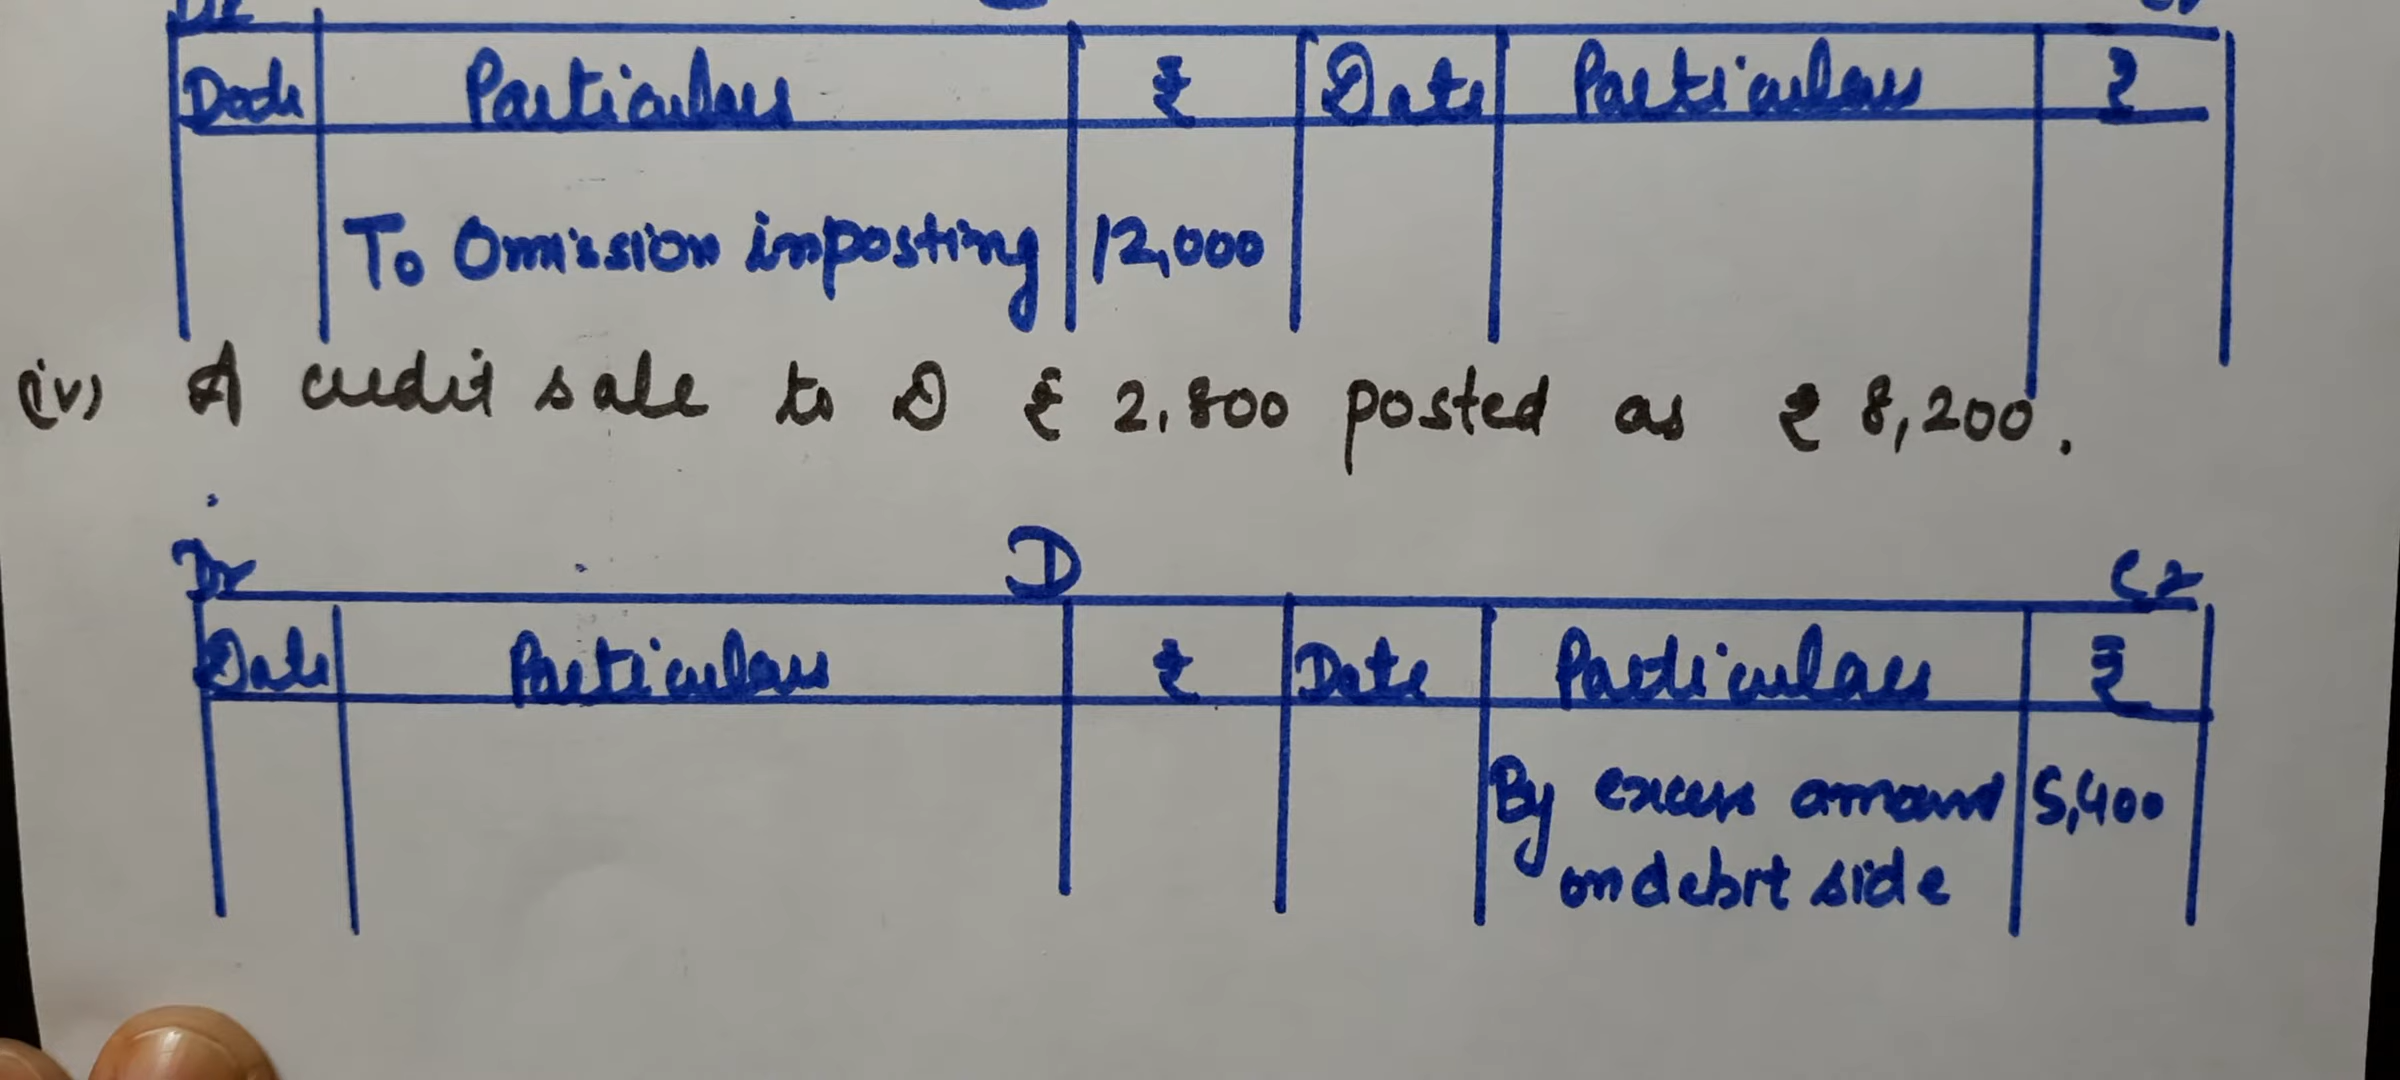 Dr
Date Particulars ₹ Date Particulars ₹
To Omission in posting 12,000
(iv) A credit sale to D ₹ 2,800 posted as ₹ 8,200.
Dr D Cr
Date Particulars ₹ Date Particulars ₹
By excess amount 5,400
on debit side